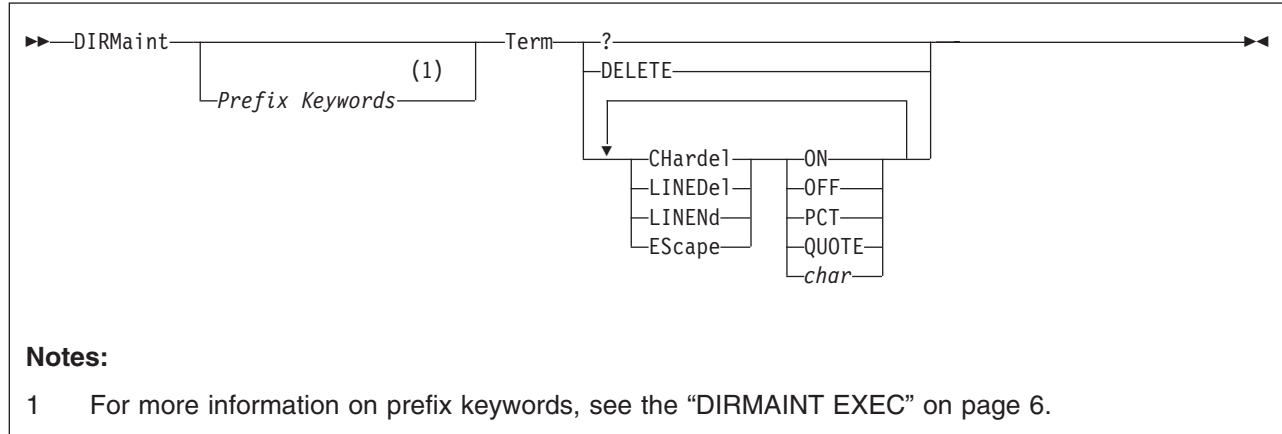 DIRMaint Term ?
(1) DELETE
Prefix Keywords
CHardel ON
LINEDel OFF
LINENd PCT
EScape QUOTE
char
Notes:
1 For more information on prefix keywords, see the “DIRMAINT EXEC” on page 6.